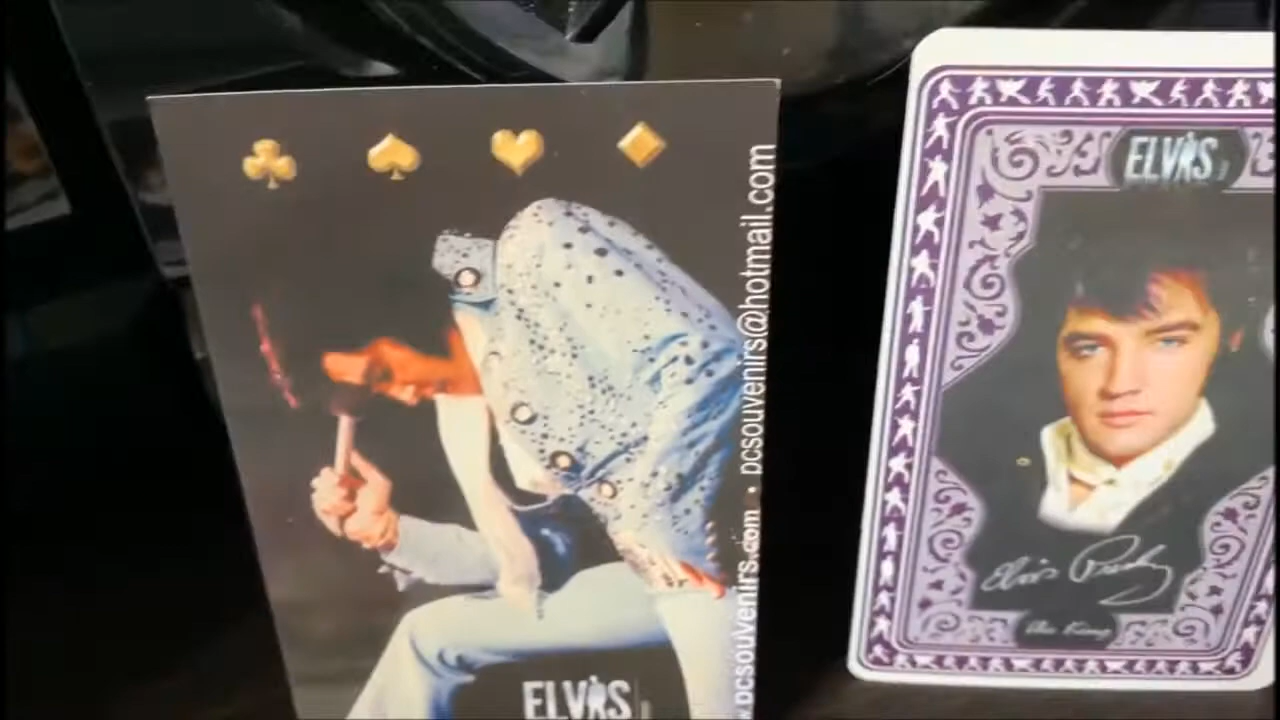 .pcsouvenirs.com • pcsouvenirs@hotmail.com
ELVIS
ELVIS
Elvis Presley
The King